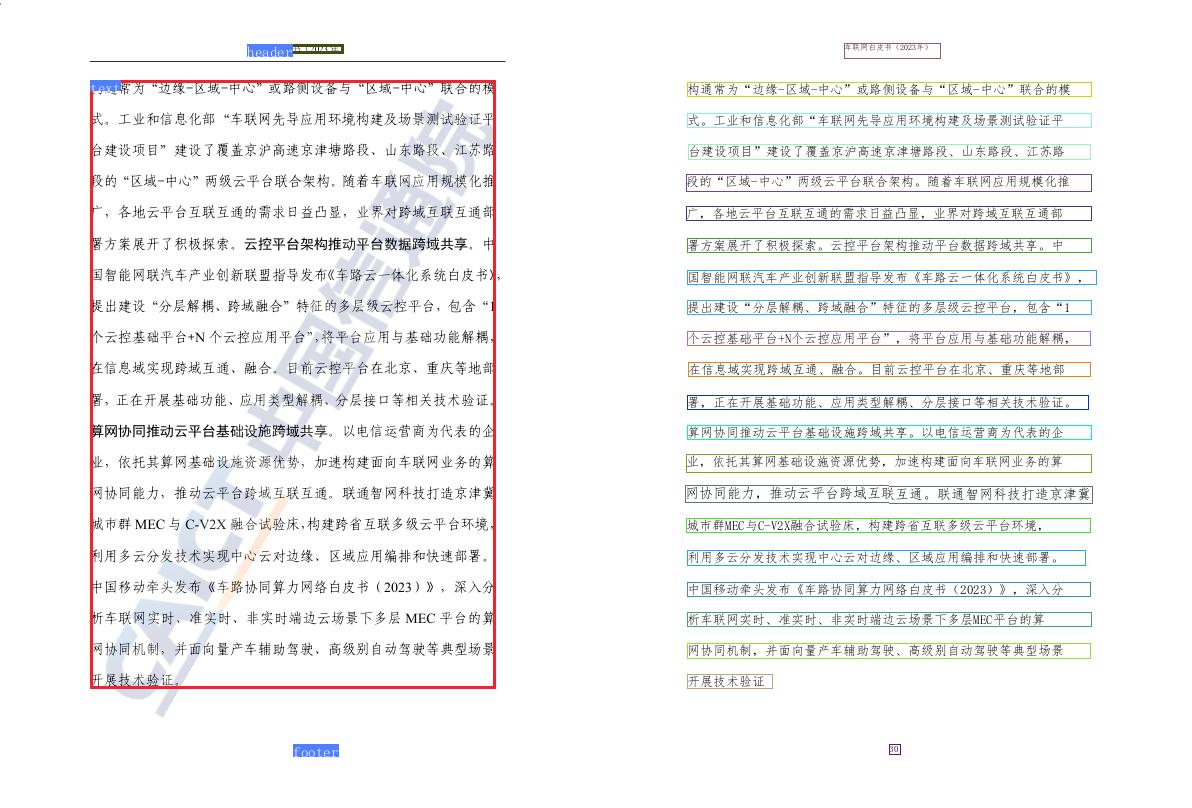 header
text
构通常为“边缘-区域-中心”或路侧设备与“区域-中心”联合的模
式。工业和信息化部“车联网先导应用环境构建及场景测试验证平
台建设项目”建设了覆盖京沪高速京津塘路段、山东路段、江苏路
段的“区域-中心”两级云平台联合架构。随着车联网应用规模化推
广，各地云平台互联互通的需求日益凸显，业界对跨域互联互通部
署方案展开了积极探索。云控平台架构推动平台数据跨域共享。中
国智能网联汽车产业创新联盟指导发布《车路云一体化系统白皮书》，
提出建设“分层解耦、跨域融合”特征的多层级云控平台，包含“1
个云控基础平台+N 个云控应用平台”，将平台应用与基础功能解耦，
在信息域实现跨域互通、融合。目前云控平台在北京、重庆等地部
署，正在开展基础功能、应用类型解耦、分层接口等相关技术验证。
算网协同推动云平台基础设施跨域共享。以电信运营商为代表的企
业，依托其算网基础设施资源优势，加速构建面向车联网业务的算
网协同能力，推动云平台跨域互联互通。联通智网科技打造京津冀
城市群 MEC 与 C-V2X 融合试验床，构建跨省互联多级云平台环境，
利用多云分发技术实现中心云对边缘、区域应用编排和快速部署。
中国移动牵头发布《车路协同算力网络白皮书（2023）》，深入分
析车联网实时、准实时、非实时端边云场景下多层 MEC 平台的算
网协同机制，并面向量产车辅助驾驶、高级别自动驾驶等典型场景
开展技术验证。
footer
CAICT 中国信通院
车联网白皮书（2023年）
构通常为“边缘-区域-中心”或路侧设备与“区域-中心”联合的模
式。工业和信息化部“车联网先导应用环境构建及场景测试验证平
台建设项目”建设了覆盖京沪高速京津塘路段、山东路段、江苏路
段的“区域-中心”两级云平台联合架构。随着车联网应用规模化推
广，各地云平台互联互通的需求日益凸显，业界对跨域互联互通部
署方案展开了积极探索。云控平台架构推动平台数据跨域共享。中
国智能网联汽车产业创新联盟指导发布《车路云一体化系统白皮书》，
提出建设“分层解耦、跨域融合”特征的多层级云控平台，包含“1
个云控基础平台+N个云控应用平台”，将平台应用与基础功能解耦，
在信息域实现跨域互通、融合。目前云控平台在北京、重庆等地部
署，正在开展基础功能、应用类型解耦、分层接口等相关技术验证。
算网协同推动云平台基础设施跨域共享。以电信运营商为代表的企
业，依托其算网基础设施资源优势，加速构建面向车联网业务的算
网协同能力，推动云平台跨域互联互通。联通智网科技打造京津冀
城市群MEC与C-V2X融合试验床，构建跨省互联多级云平台环境，
利用多云分发技术实现中心云对边缘、区域应用编排和快速部署。
中国移动牵头发布《车路协同算力网络白皮书（2023）》，深入分
析车联网实时、准实时、非实时端边云场景下多层MEC平台的算
网协同机制，并面向量产车辅助驾驶、高级别自动驾驶等典型场景
开展技术验证
30